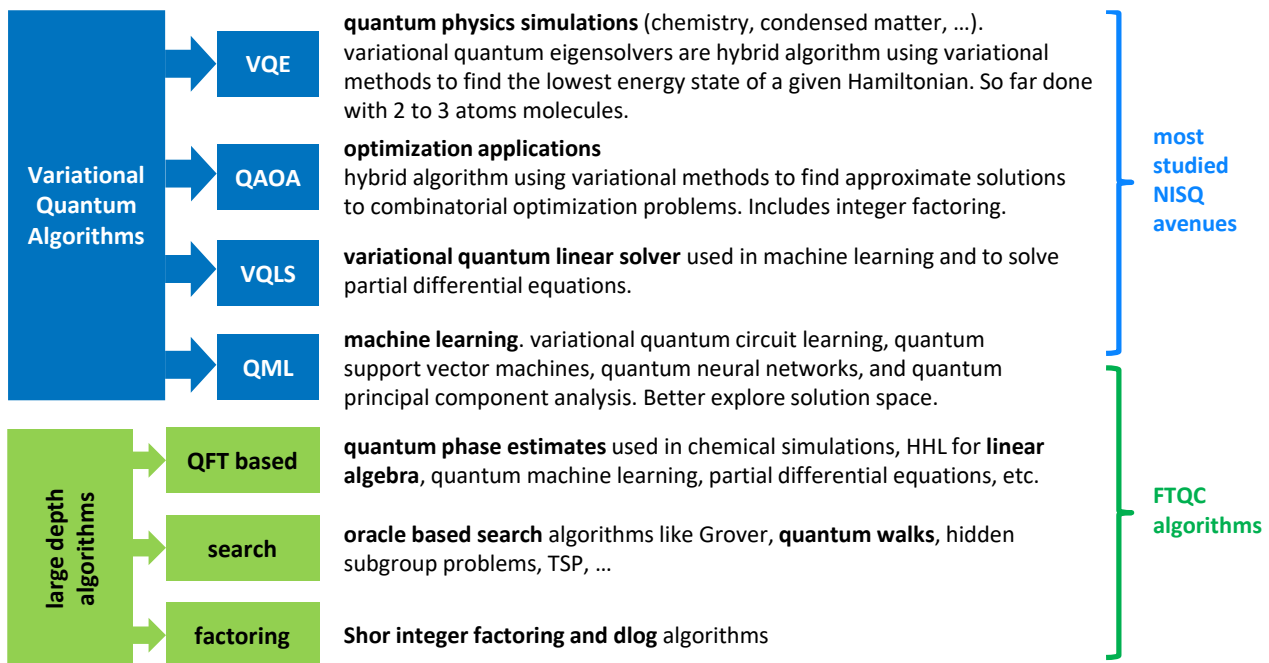 Variational
Quantum
Algorithms
VQE
quantum physics simulations (chemistry, condensed matter, …).
variational quantum eigensolvers are hybrid algorithm using variational
methods to find the lowest energy state of a given Hamiltonian. So far done
with 2 to 3 atoms molecules.
QAOA
optimization applications
hybrid algorithm using variational methods to find approximate solutions
to combinatorial optimization problems. Includes integer factoring.
VQLS
variational quantum linear solver used in machine learning and to solve
partial differential equations.
QML
machine learning. variational quantum circuit learning, quantum
support vector machines, quantum neural networks, and quantum
principal component analysis. Better explore solution space.
most
studied
NISQ
avenues
large depth
algorithms
QFT based
quantum phase estimates used in chemical simulations, HHL for linear
algebra, quantum machine learning, partial differential equations, etc.
search
oracle based search algorithms like Grover, quantum walks, hidden
subgroup problems, TSP, …
factoring
Shor integer factoring and dlog algorithms
FTQC
algorithms